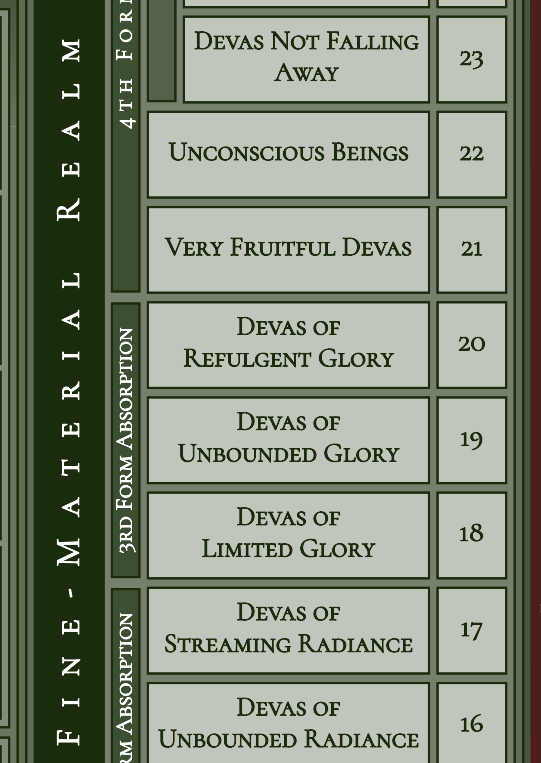 FINE-MATERIAL REALM
4TH FORM
DEVAS NOT FALLING
AWAY
23
UNCONSCIOUS BEINGS
22
VERY FRUITFUL DEVAS
21
3RD FORM ABSORPTION
DEVAS OF
REFULGENT GLORY
20
DEVAS OF
UNBOUNDED GLORY
19
DEVAS OF
LIMITED GLORY
18
ABSORPTION
DEVAS OF
STREAMING RADIANCE
17
DEVAS OF
UNBOUNDED RADIANCE
16